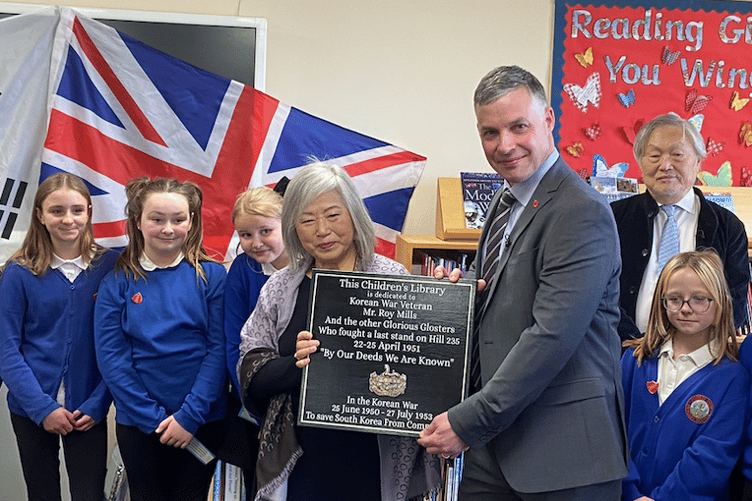 Reading
You
This Children's Library
is dedicated to
Korean War Veteran
Mr. Roy Mills
And the other Glorious Glosters
Who fought a last stand on Hill 235
22-25 April 1951
"By Our Deeds We Are Known"
In the Korean War
25 June 1950 - 27 July 1953
To save South Korea From